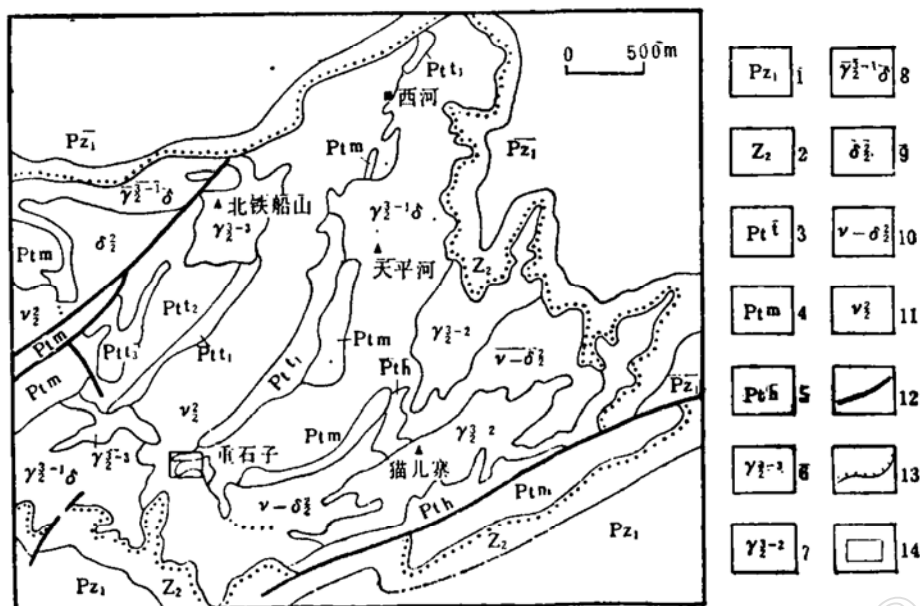 0 500m
Ptt₃
西河
Pz₁
Ptm
Pz₁
γ₂³⁻¹δ
北铁船山
γ₂³⁻³
γ₂³⁻¹δ
δ₂²
Ptm
天平河
Z₂
ν₂²
Ptt₂
γ₂³⁻²
Ptm
Ptm
ν-δ₂²
Ptt₃
Ptt₁
Ptt₁
Pth
Pz₁
Ptm
ν₂²
Ptm
γ₂³⁻²
γ₂³⁻³
重石子
猫儿寨
γ₂³⁻¹δ
ν-δ₂²
Pth
Ptm
Z₂
Pz₁
Pz₁
Z₂
Pz₁ 1
Z₂ 2
Pt t 3
Ptm 4
Pth 5
γ₂³⁻³ 6
γ₂³⁻² 7
γ₂³⁻¹δ 8
δ₂² 9
ν-δ₂² 10
ν₂² 11
12
13
14